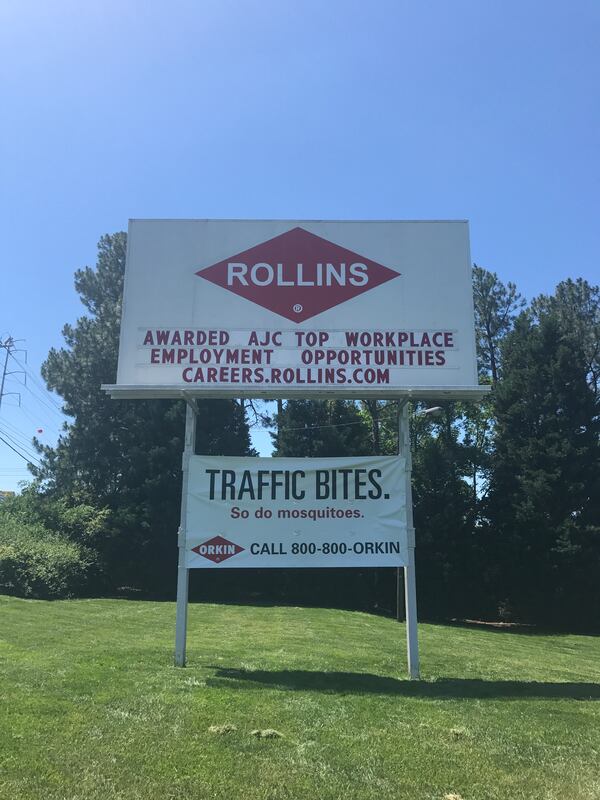 ROLLINS
®
AWARDED AJC TOP WORKPLACE
EMPLOYMENT OPPORTUNITIES
CAREERS.ROLLINS.COM
TRAFFIC BITES.
So do mosquitoes.
ORKIN CALL 800-800-ORKIN